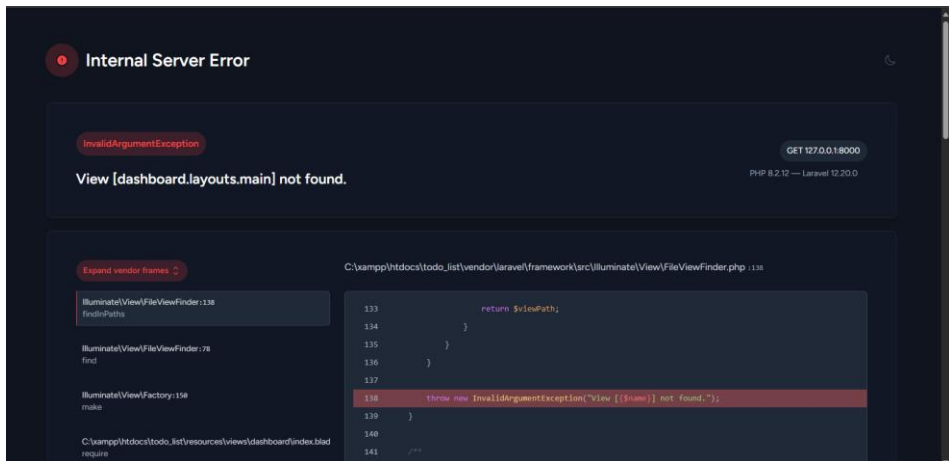 Internal Server Error
InvalidArgumentException
View [dashboard.layouts.main] not found.
GET 127.0.0.1:8000
PHP 8.2.12 — Laravel 12.20.0
Expand vendor frames
Illuminate\View\FileViewFinder:138
findInPaths
Illuminate\View\FileViewFinder:78
find
Illuminate\View\Factory:150
make
C:\xampp\htdocs\todo_list\resources\views\dashboard\index.blad
require
C:\xampp\htdocs\todo_list\vendor\laravel\framework\src\Illuminate\View\FileViewFinder.php :138
133 return $viewPath;
134 }
135 }
136 }
137
138 throw new InvalidArgumentException("View [{$name}] not found.");
139 }
140
141 /**